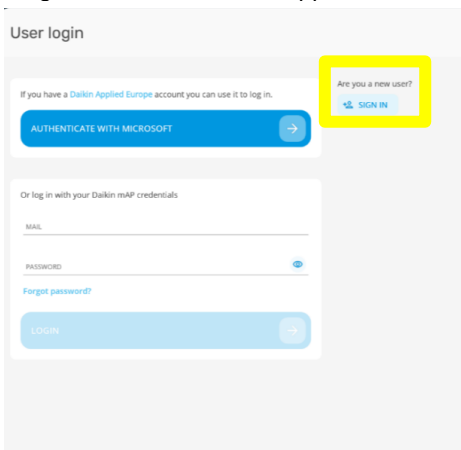 User login
If you have a Daikin Applied Europe account you can use it to log in.
AUTHENTICATE WITH MICROSOFT
Are you a new user?
SIGN IN
Or log in with your Daikin mAP credentials
MAIL
PASSWORD
Forgot password?
LOGIN